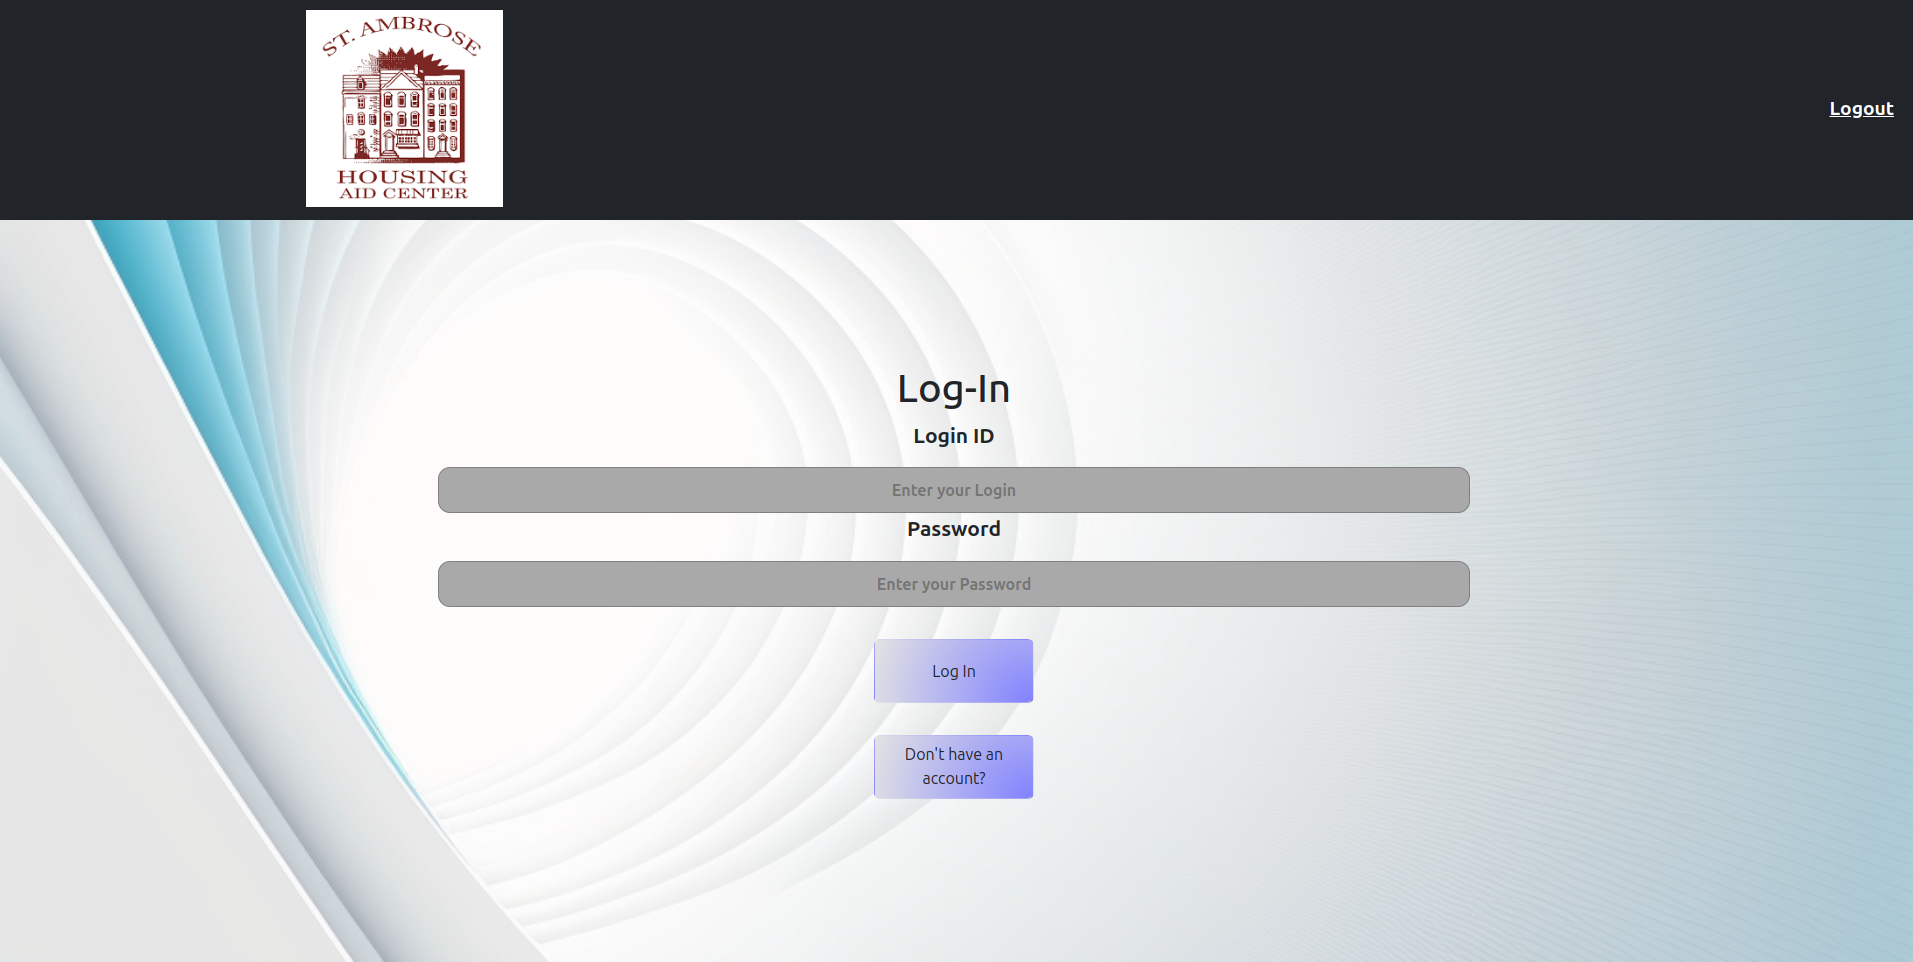 ST. AMBROSE
HOUSING
AID CENTER
Logout
Log-In
Login ID
Enter your Login
Password
Enter your Password
Log In
Don't have an
account?